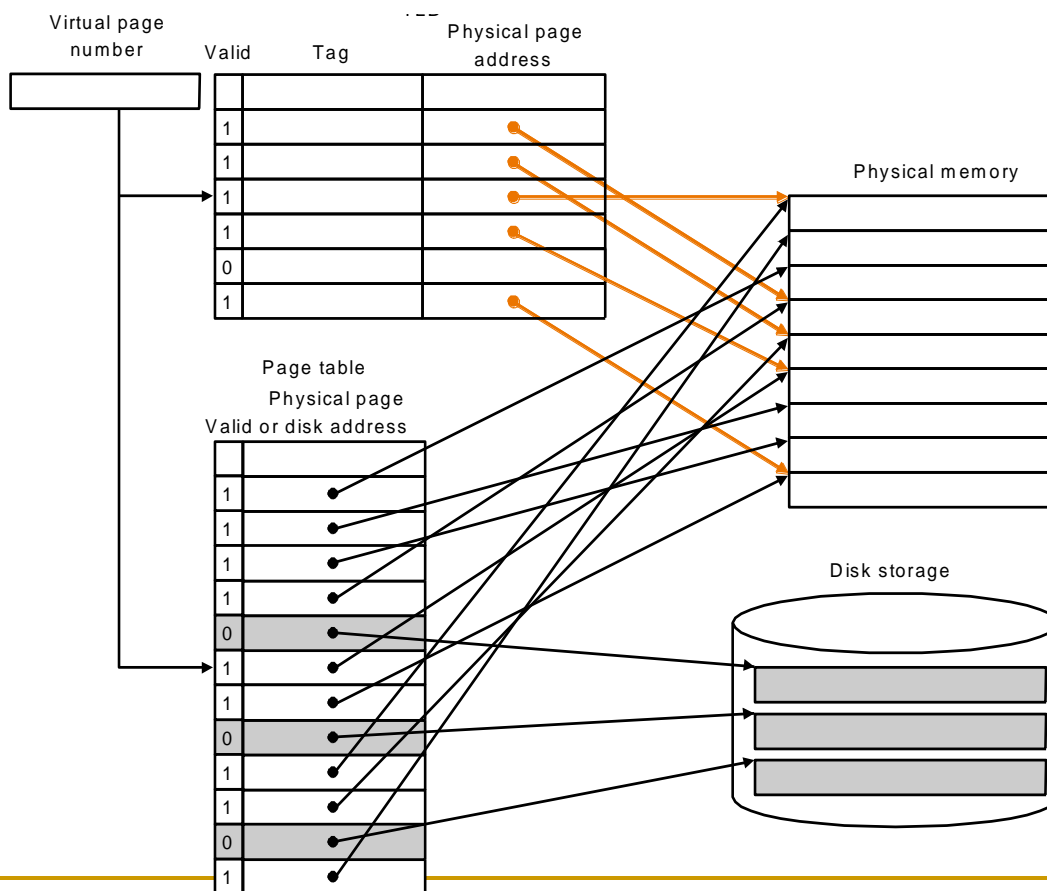 Virtual page
number
Valid
Tag
Physical page
address
1
1
1
1
0
1
Physical memory
Page table
Physical page
Valid or disk address
1
1
1
1
0
1
1
0
1
1
0
1
Disk storage